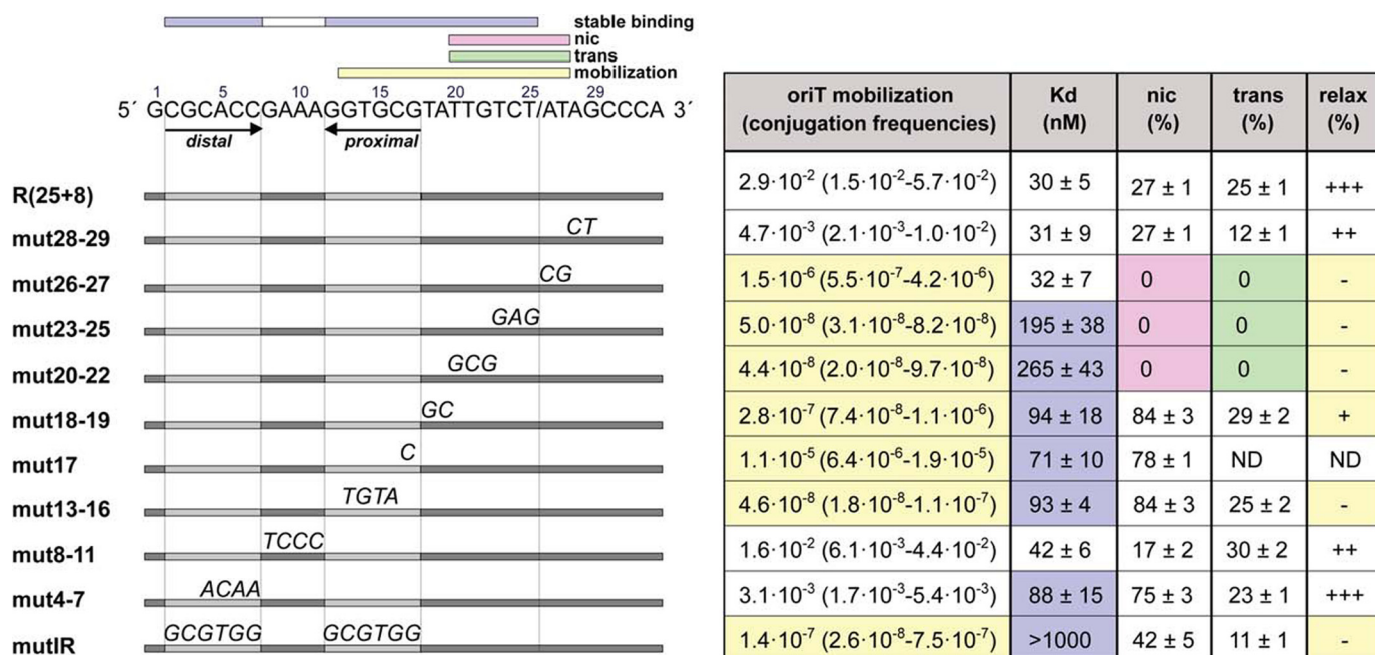 stable binding
nic
trans
mobilization
1 5 10 15 20 25 29
5´ GCGCACCGAAAGGTGCGTATTGTCT/ATAGCCCA 3´
distal proximal
oriT mobilization (conjugation frequencies) Kd (nM) nic (%) trans (%) relax (%)
R(25+8) 2.9·10-2 (1.5·10-2-5.7·10-2) 30 ± 5 27 ± 1 25 ± 1 +++
mut28-29 CT 4.7·10-3 (2.1·10-3-1.0·10-2) 31 ± 9 27 ± 1 12 ± 1 ++
mut26-27 CG 1.5·10-6 (5.5·10-7-4.2·10-6) 32 ± 7 0 0 -
mut23-25 GAG 5.0·10-8 (3.1·10-8-8.2·10-8) 195 ± 38 0 0 -
mut20-22 GCG 4.4·10-8 (2.0·10-8-9.7·10-8) 265 ± 43 0 0 -
mut18-19 GC 2.8·10-7 (7.4·10-8-1.1·10-6) 94 ± 18 84 ± 3 29 ± 2 +
mut17 C 1.1·10-5 (6.4·10-6-1.9·10-5) 71 ± 10 78 ± 1 ND ND
mut13-16 TGTA 4.6·10-8 (1.8·10-8-1.1·10-7) 93 ± 4 84 ± 3 25 ± 2 -
mut8-11 TCCC 1.6·10-2 (6.1·10-3-4.4·10-2) 42 ± 6 17 ± 2 30 ± 2 ++
mut4-7 ACAA 3.1·10-3 (1.7·10-3-5.4·10-3) 88 ± 15 75 ± 3 23 ± 1 +++
mutIR GCGTGG GCGTGG 1.4·10-7 (2.6·10-8-7.5·10-7) >1000 42 ± 5 11 ± 1 -